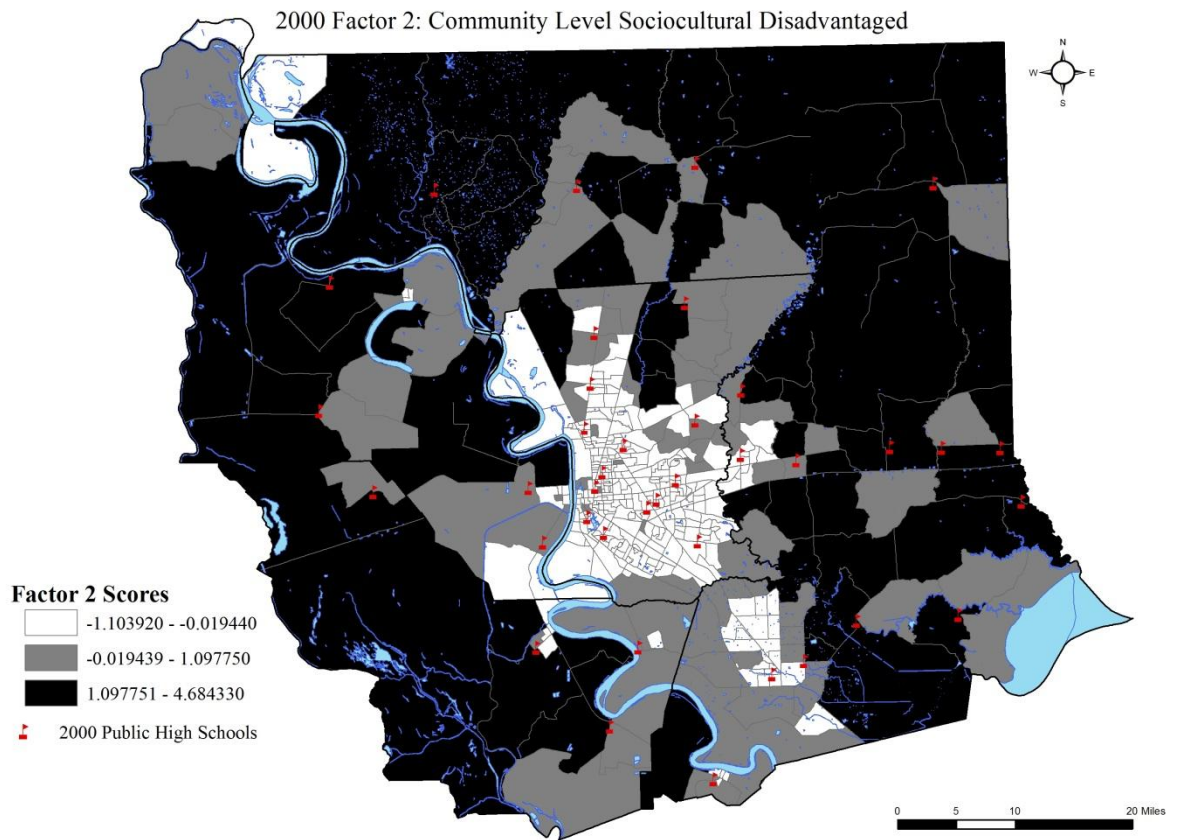 2000 Factor 2: Community Level Sociocultural Disadvantaged
N
W E
S
Factor 2 Scores
-1.103920 - -0.019440
-0.019439 - 1.097750
1.097751 - 4.684330
2000 Public High Schools
0 5 10 20 Miles